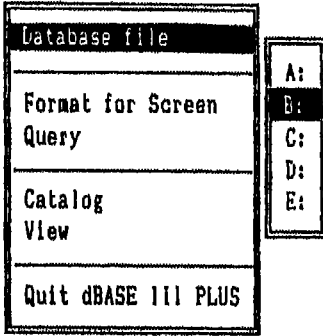 Database file
Format for Screen
Query
Catalog
View
Quit dBASE III PLUS
A:
B:
C:
D:
E: